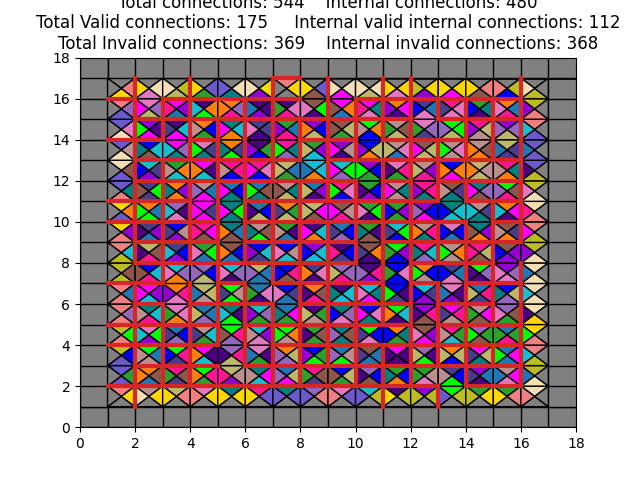 Total connections: 544    Internal connections: 480
Total Valid connections: 175     Internal valid internal connections: 112
Total Invalid connections: 369    Internal invalid connections: 368
18
16
14
12
10
8
6
4
2
0
0 2 4 6 8 10 12 14 16 18